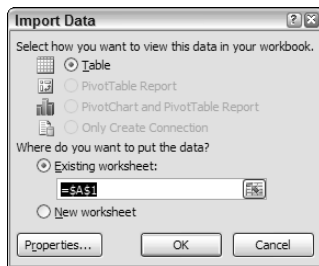 Import Data
Select how you want to view this data in your workbook.
Table
PivotTable Report
PivotChart and PivotTable Report
Only Create Connection
Where do you want to put the data?
Existing worksheet:
=$A$1
New worksheet
Properties...
OK
Cancel